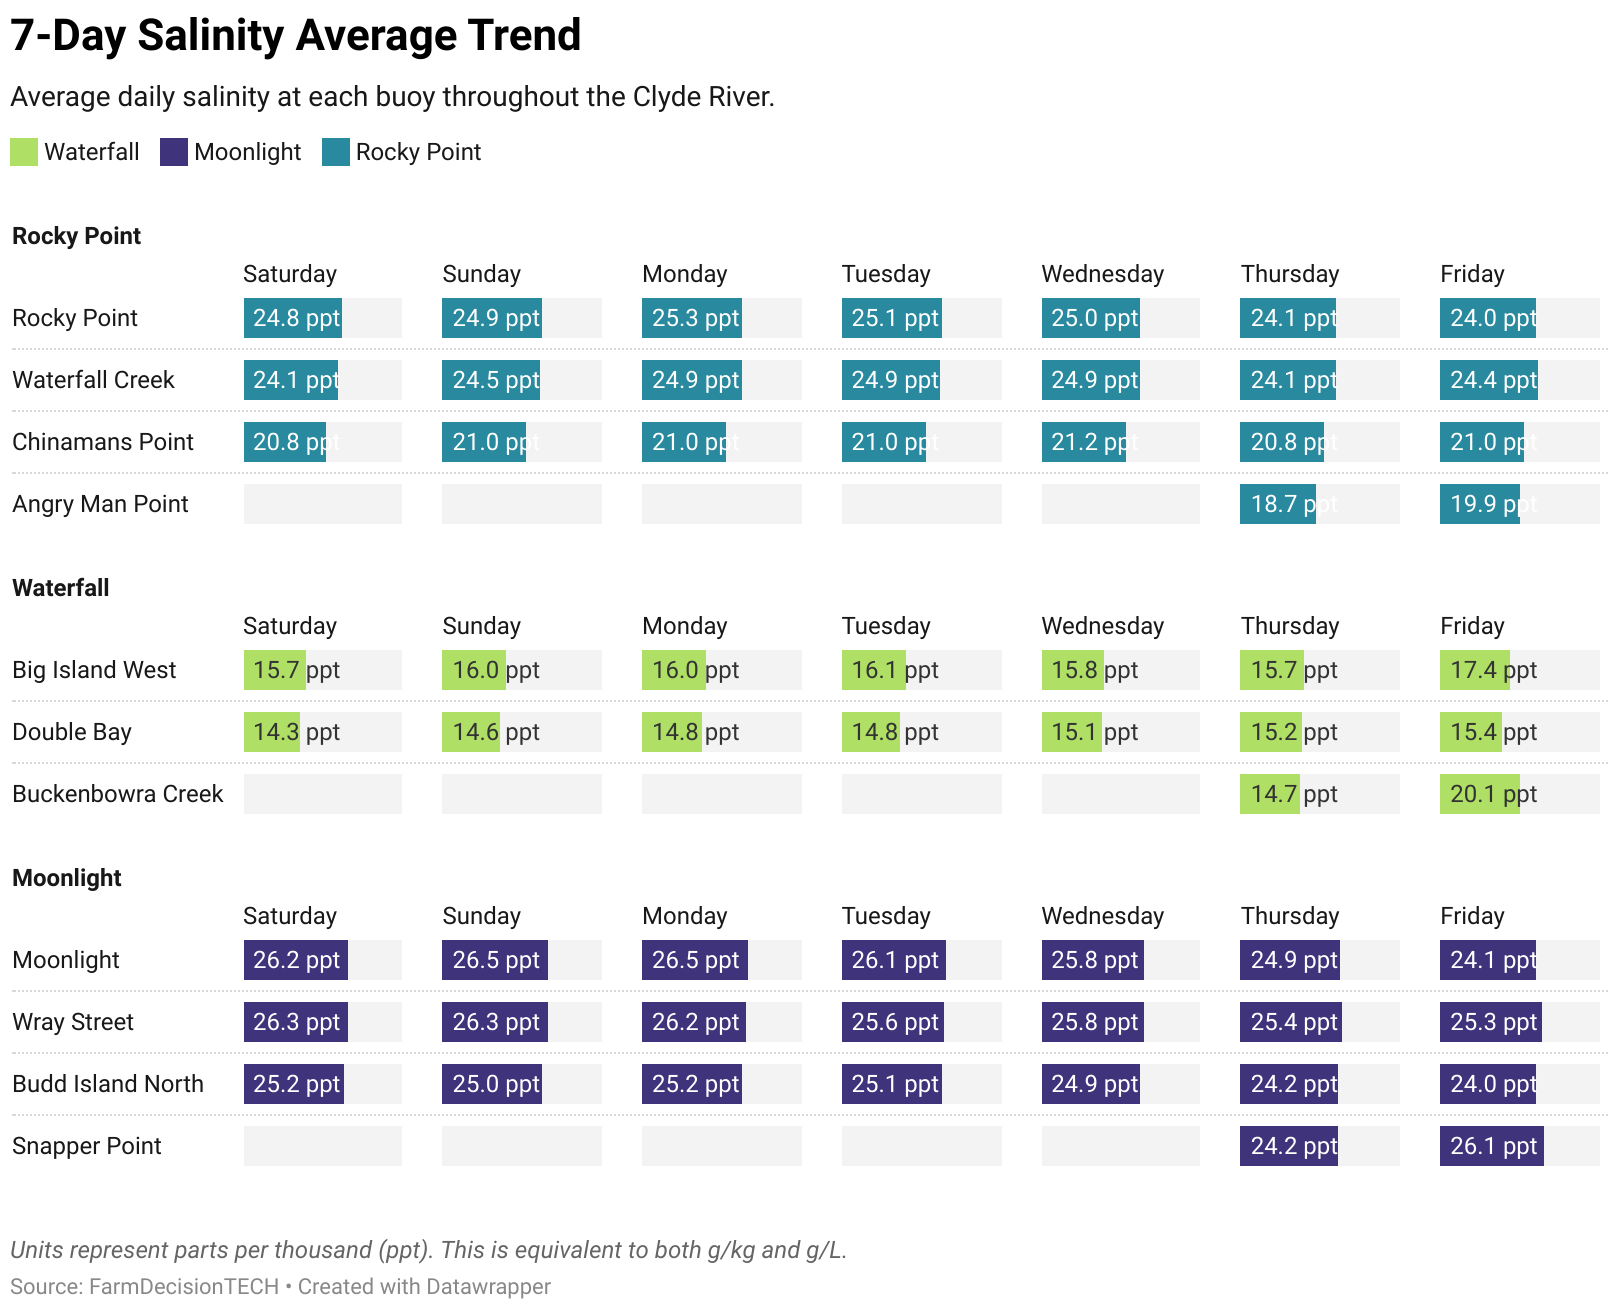 7-Day Salinity Average Trend
Average daily salinity at each buoy throughout the Clyde River.
Waterfall Moonlight Rocky Point
Rocky Point
Saturday Sunday Monday Tuesday Wednesday Thursday Friday
Rocky Point 24.8 ppt 24.9 ppt 25.3 ppt 25.1 ppt 25.0 ppt 24.1 ppt 24.0 ppt
Waterfall Creek 24.1 ppt 24.5 ppt 24.9 ppt 24.9 ppt 24.9 ppt 24.1 ppt 24.4 ppt
Chinamans Point 20.8 ppt 21.0 ppt 21.0 ppt 21.0 ppt 21.2 ppt 20.8 ppt 21.0 ppt
Angry Man Point 18.7 ppt 19.9 ppt
Waterfall
Saturday Sunday Monday Tuesday Wednesday Thursday Friday
Big Island West 15.7 ppt 16.0 ppt 16.0 ppt 16.1 ppt 15.8 ppt 15.7 ppt 17.4 ppt
Double Bay 14.3 ppt 14.6 ppt 14.8 ppt 14.8 ppt 15.1 ppt 15.2 ppt 15.4 ppt
Buckenbowra Creek 14.7 ppt 20.1 ppt
Moonlight
Saturday Sunday Monday Tuesday Wednesday Thursday Friday
Moonlight 26.2 ppt 26.5 ppt 26.5 ppt 26.1 ppt 25.8 ppt 24.9 ppt 24.1 ppt
Wray Street 26.3 ppt 26.3 ppt 26.2 ppt 25.6 ppt 25.8 ppt 25.4 ppt 25.3 ppt
Budd Island North 25.2 ppt 25.0 ppt 25.2 ppt 25.1 ppt 24.9 ppt 24.2 ppt 24.0 ppt
Snapper Point 24.2 ppt 26.1 ppt
Units represent parts per thousand (ppt). This is equivalent to both g/kg and g/L.
Source: FarmDecisionTECH • Created with Datawrapper